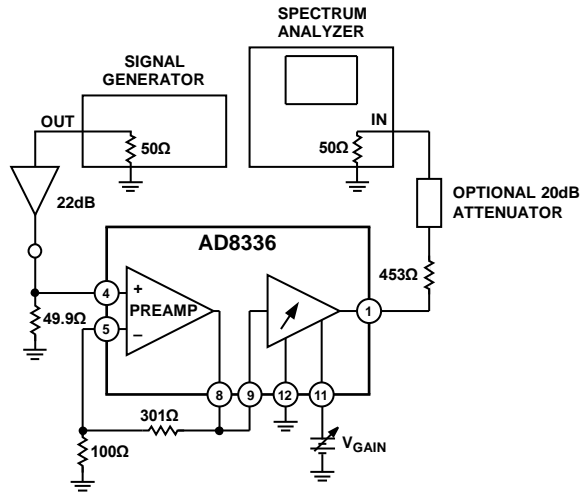 SPECTRUM
ANALYZER
SIGNAL
GENERATOR
OUT
IN
50Ω
50Ω
22dB
OPTIONAL 20dB
ATTENUATOR
AD8336
453Ω
4
+
PREAMP
1
49.9Ω
5
–
8
9
12
11
301Ω
100Ω
VGAIN